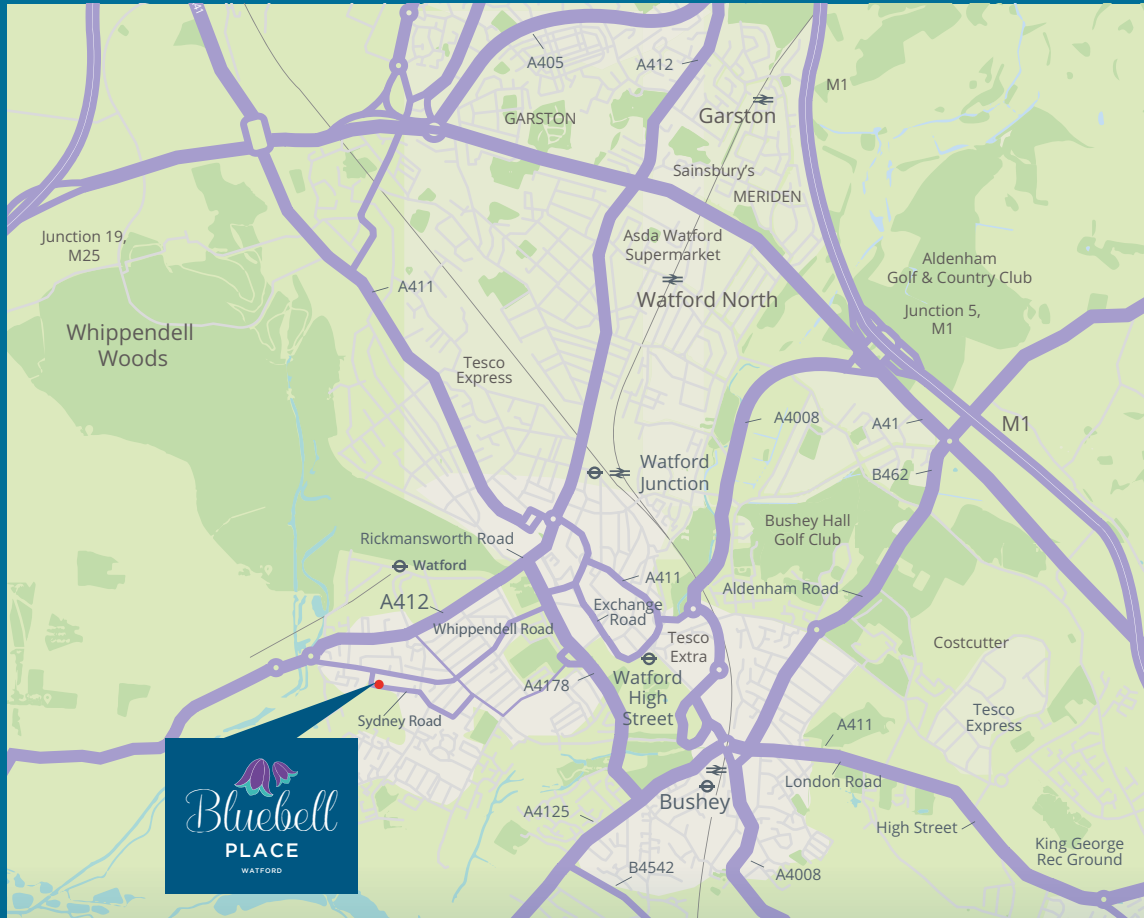 A41
A405
A412
M1
GARSTON
Garston
Sainsbury's
MERIDEN
Junction 19,
M25
Asda Watford
Supermarket
Aldenham
Golf & Country Club
A411
Watford North
Junction 5,
M1
Whippendell
Woods
Tesco
Express
A4008
A41
M1
Watford
Junction
B462
Bushey Hall
Golf Club
Rickmansworth Road
Watford
A411
Aldenham Road
A412
Exchange
Road
Whippendell Road
Tesco
Extra
Costcutter
A4178
Watford
High
Street
Sydney Road
Tesco
Express
A411
London Road
Bluebell
PLACE
WATFORD
Bushey
A4125
High Street
King George
Rec Ground
B4542
A4008